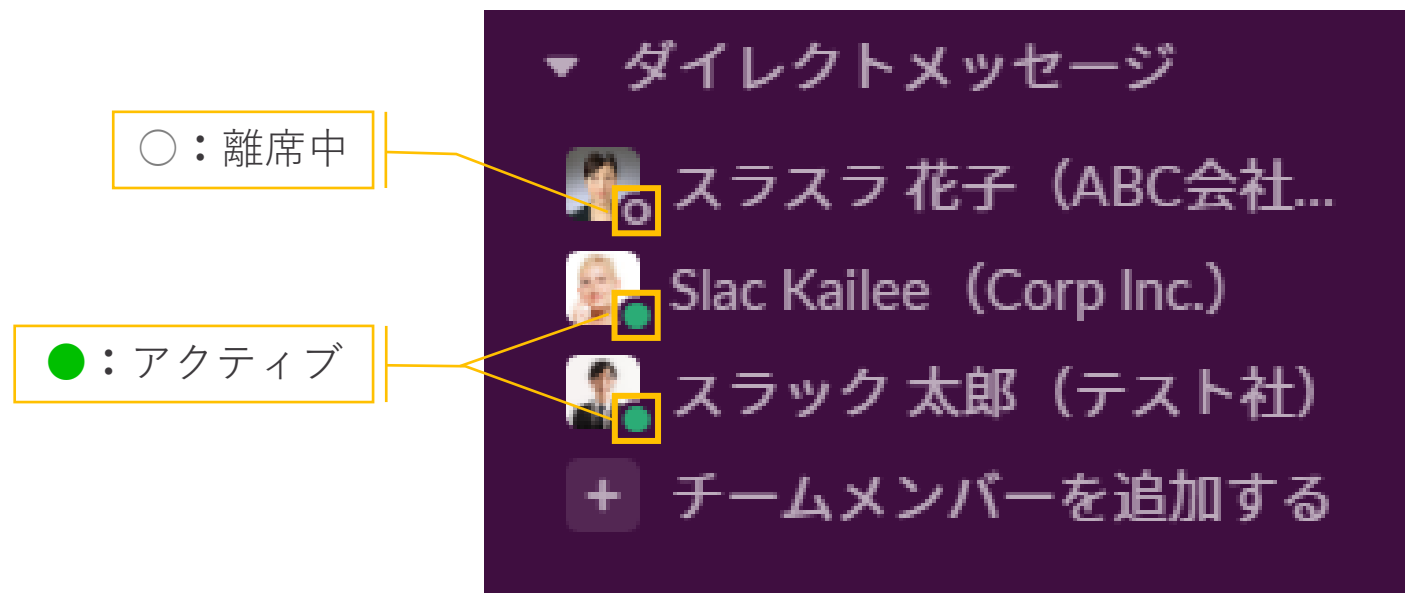 ダイレクトメッセージ
○：離席中
スラスラ 花子（ABC会社...
Slac Kailee（Corp Inc.）
●：アクティブ
スラック 太郎（テスト社）
+ チームメンバーを追加する